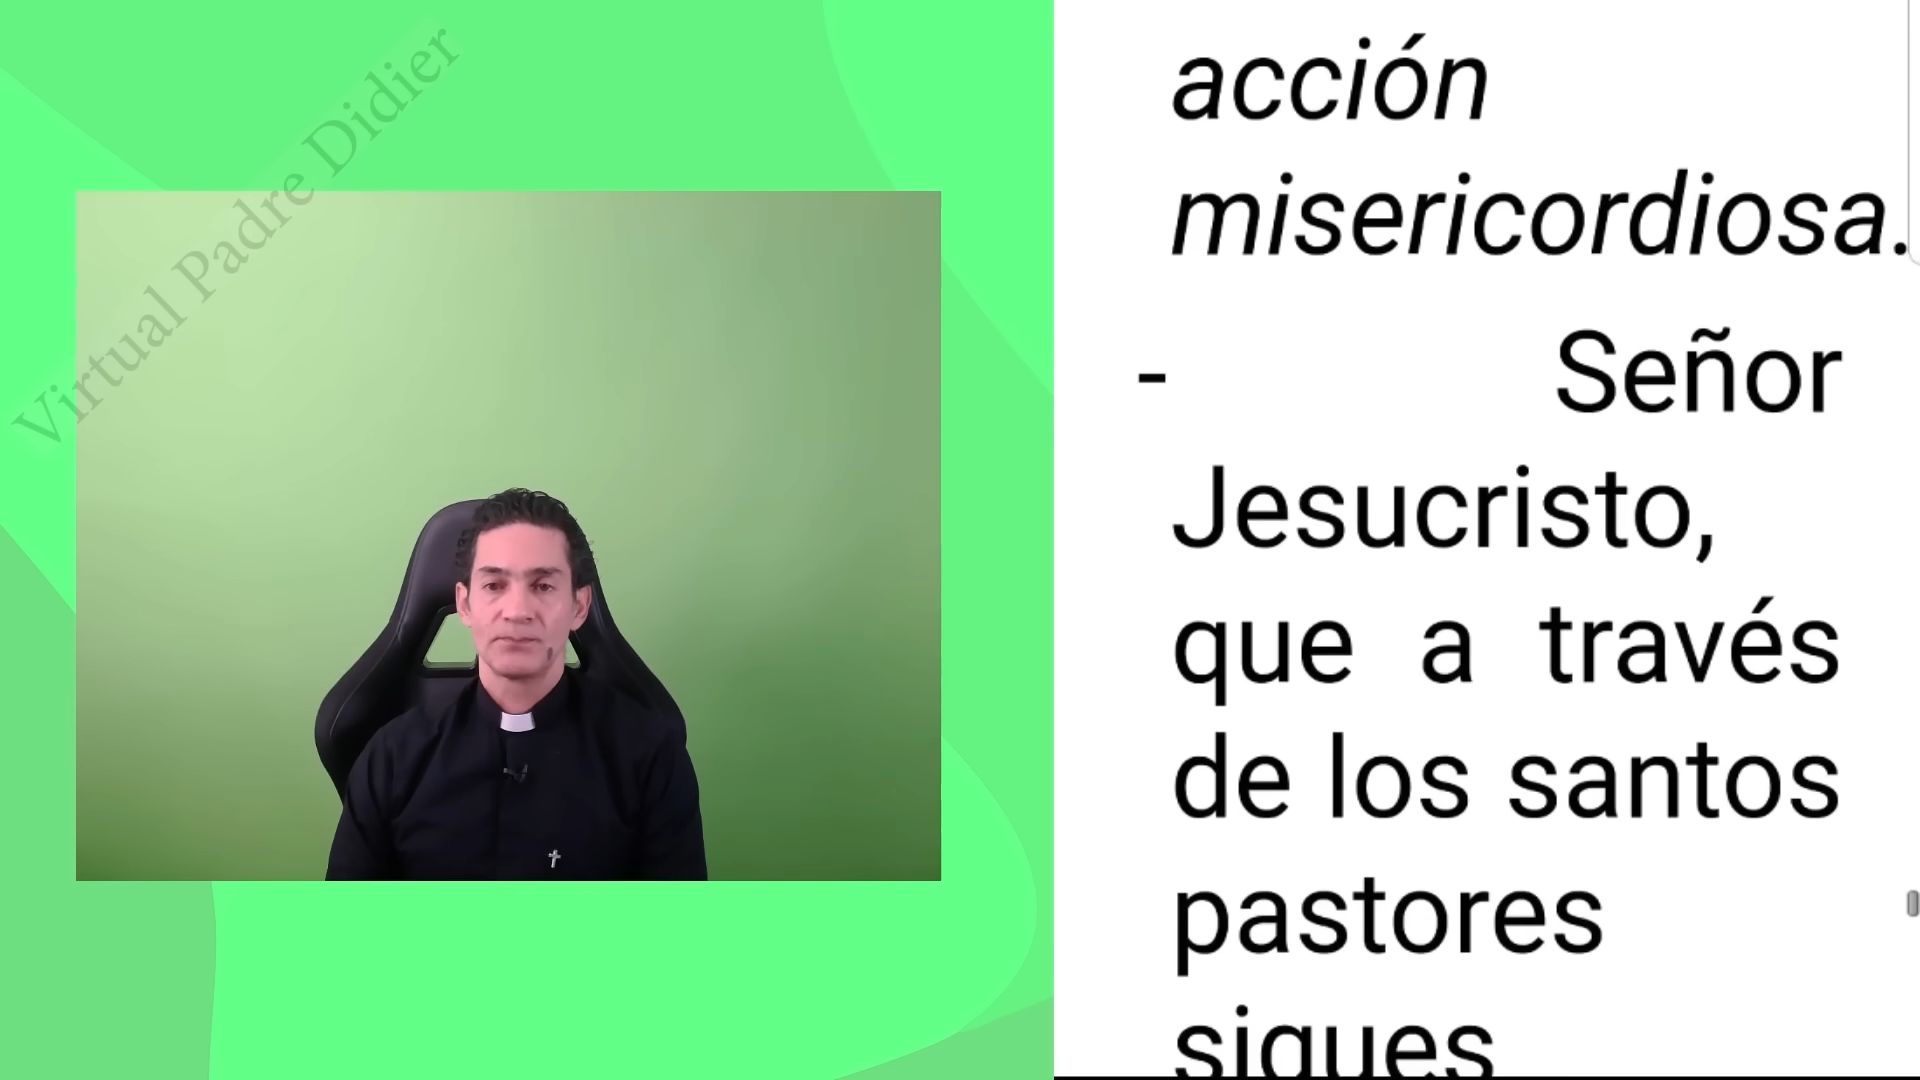 Virtual Padre Didier
acción
misericordiosa.
- Señor
Jesucristo,
que a través
de los santos
pastores
sigues